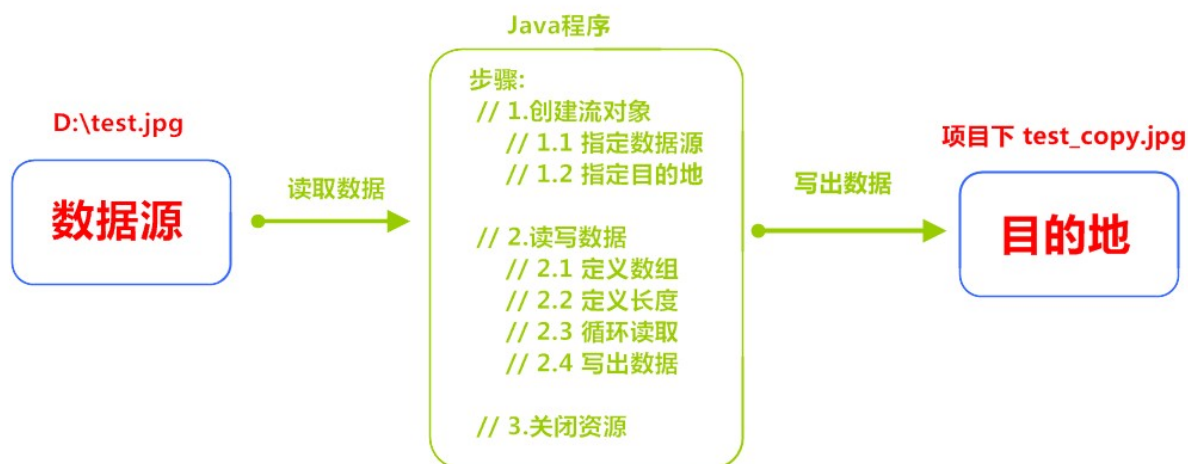 Java程序
D:\test.jpg
数据源
读取数据
步骤:
// 1.创建流对象
// 1.1 指定数据源
// 1.2 指定目的地
// 2.读写数据
// 2.1 定义数组
// 2.2 定义长度
// 2.3 循环读取
// 2.4 写出数据
// 3.关闭资源
写出数据
项目下 test_copy.jpg
目的地